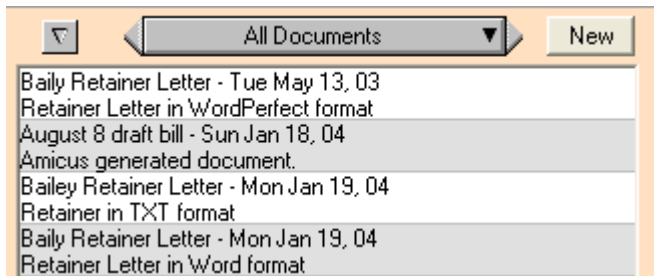 All Documents
New
Baily Retainer Letter - Tue May 13, 03
Retainer Letter in WordPerfect format
August 8 draft bill - Sun Jan 18, 04
Amicus generated document.
Bailey Retainer Letter - Mon Jan 19, 04
Retainer in TXT format
Baily Retainer Letter - Mon Jan 19, 04
Retainer Letter in Word format